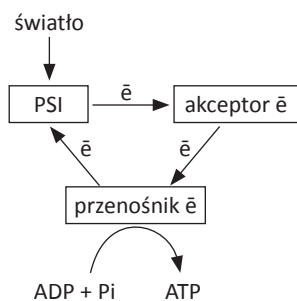 światło
PSI
ē
akceptor ē
ē
ē
przenośnik ē
ADP + Pi
ATP